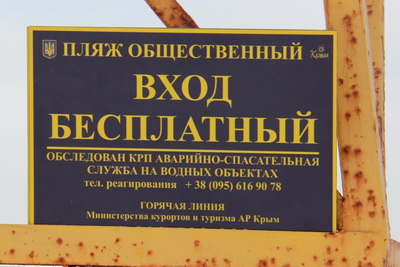 ПЛЯЖ ОБЩЕСТВЕННЫЙ
Крым
ВХОД
БЕСПЛАТНЫЙ
ОБСЛЕДОВАН КРП АВАРИЙНО-СПАСАТЕЛЬНАЯ
СЛУЖБА НА ВОДНЫХ ОБЪЕКТАХ
тел. реагирования + 38 (095) 616 90 78
ГОРЯЧАЯ ЛИНИЯ
Министерства курортов и туризма АР Крым